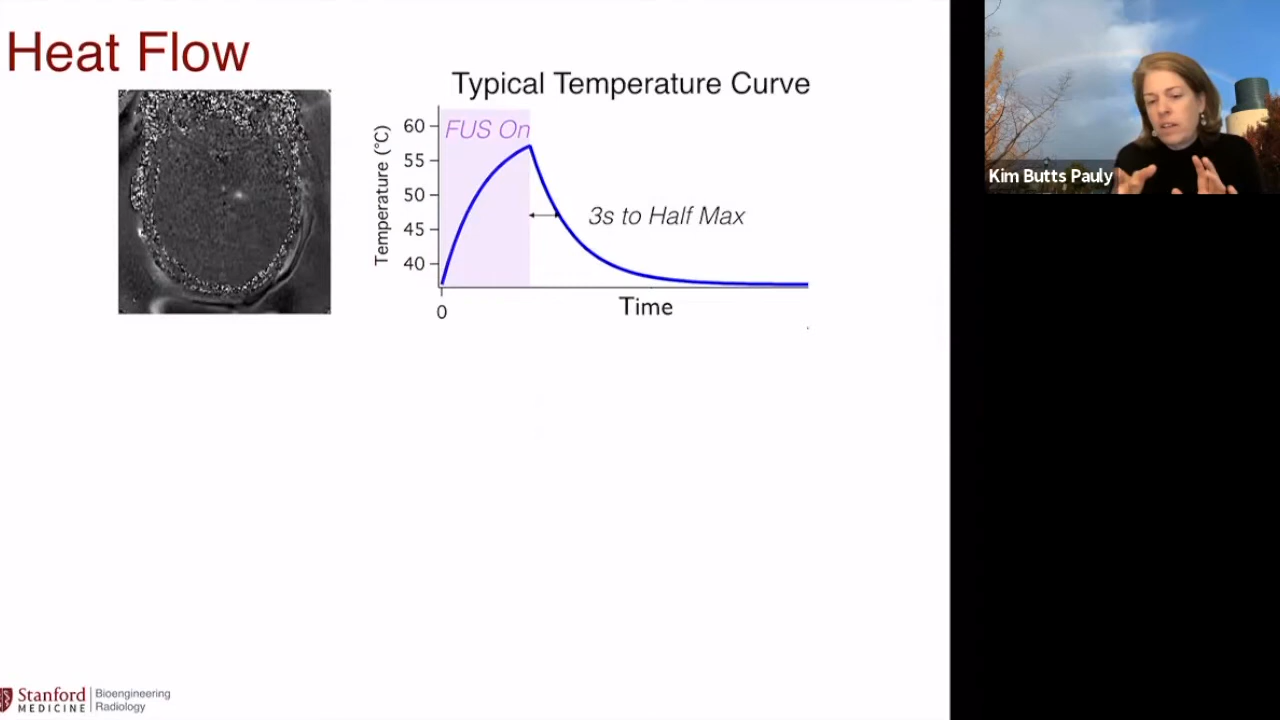 Heat Flow
Typical Temperature Curve
Temperature (°C)
60
55
50
45
40
FUS On
3s to Half Max
0
Time
Kim Butts Pauly
Stanford
MEDICINE
Bioengineering
Radiology